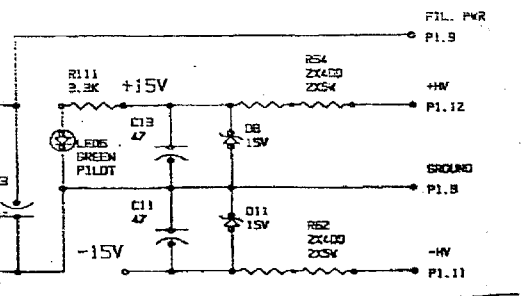 FIL. PWR
P1.9
R111
3.3K
+15V
R54
2X400
2X5W
+HV
P1.12
C13
47
D8
15V
LED5
GREEN
PILOT
GROUND
P1.8
3
C11
47
D11
15V
R62
2X400
2X5W
-15V
-HV
P1.11